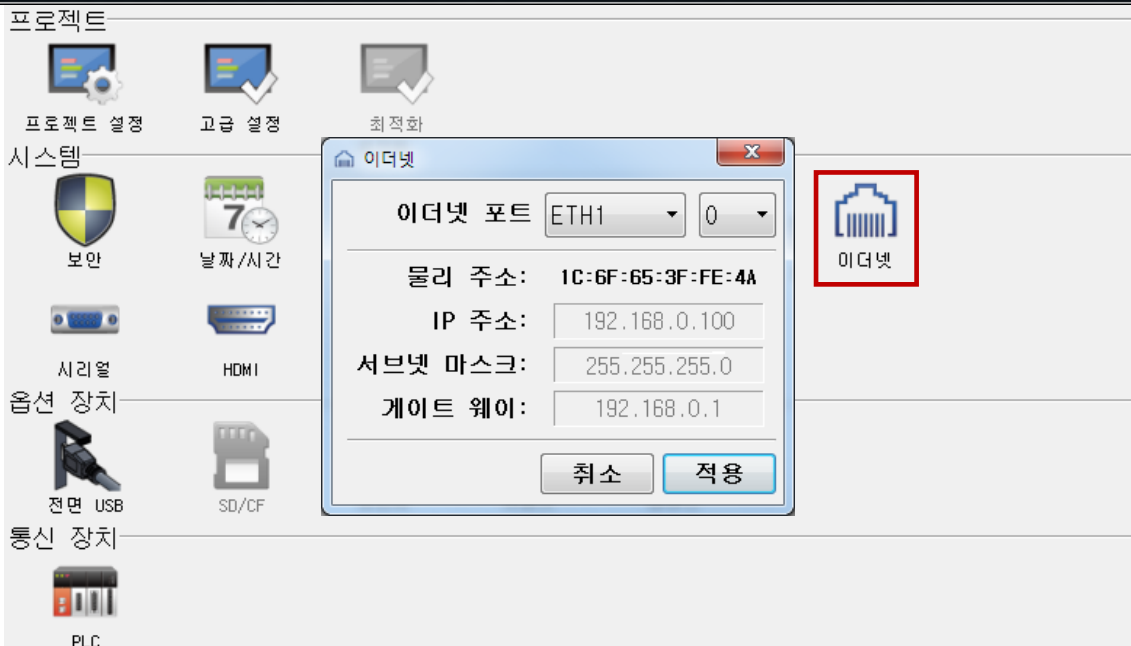 프로젝트
프로젝트 설정
고급 설정
최적화
시스템
보안
날짜/시간
7
이더넷
시리얼
HDMI
옵션 장치
전면 USB
SD/CF
통신 장치
PLC
이더넷
이더넷 포트 ETH1 0
물리 주소: 1C:6F:65:3F:FE:4A
IP 주소: 192.168.0.100
서브넷 마스크: 255.255.255.0
게이트 웨이: 192.168.0.1
취소 적용